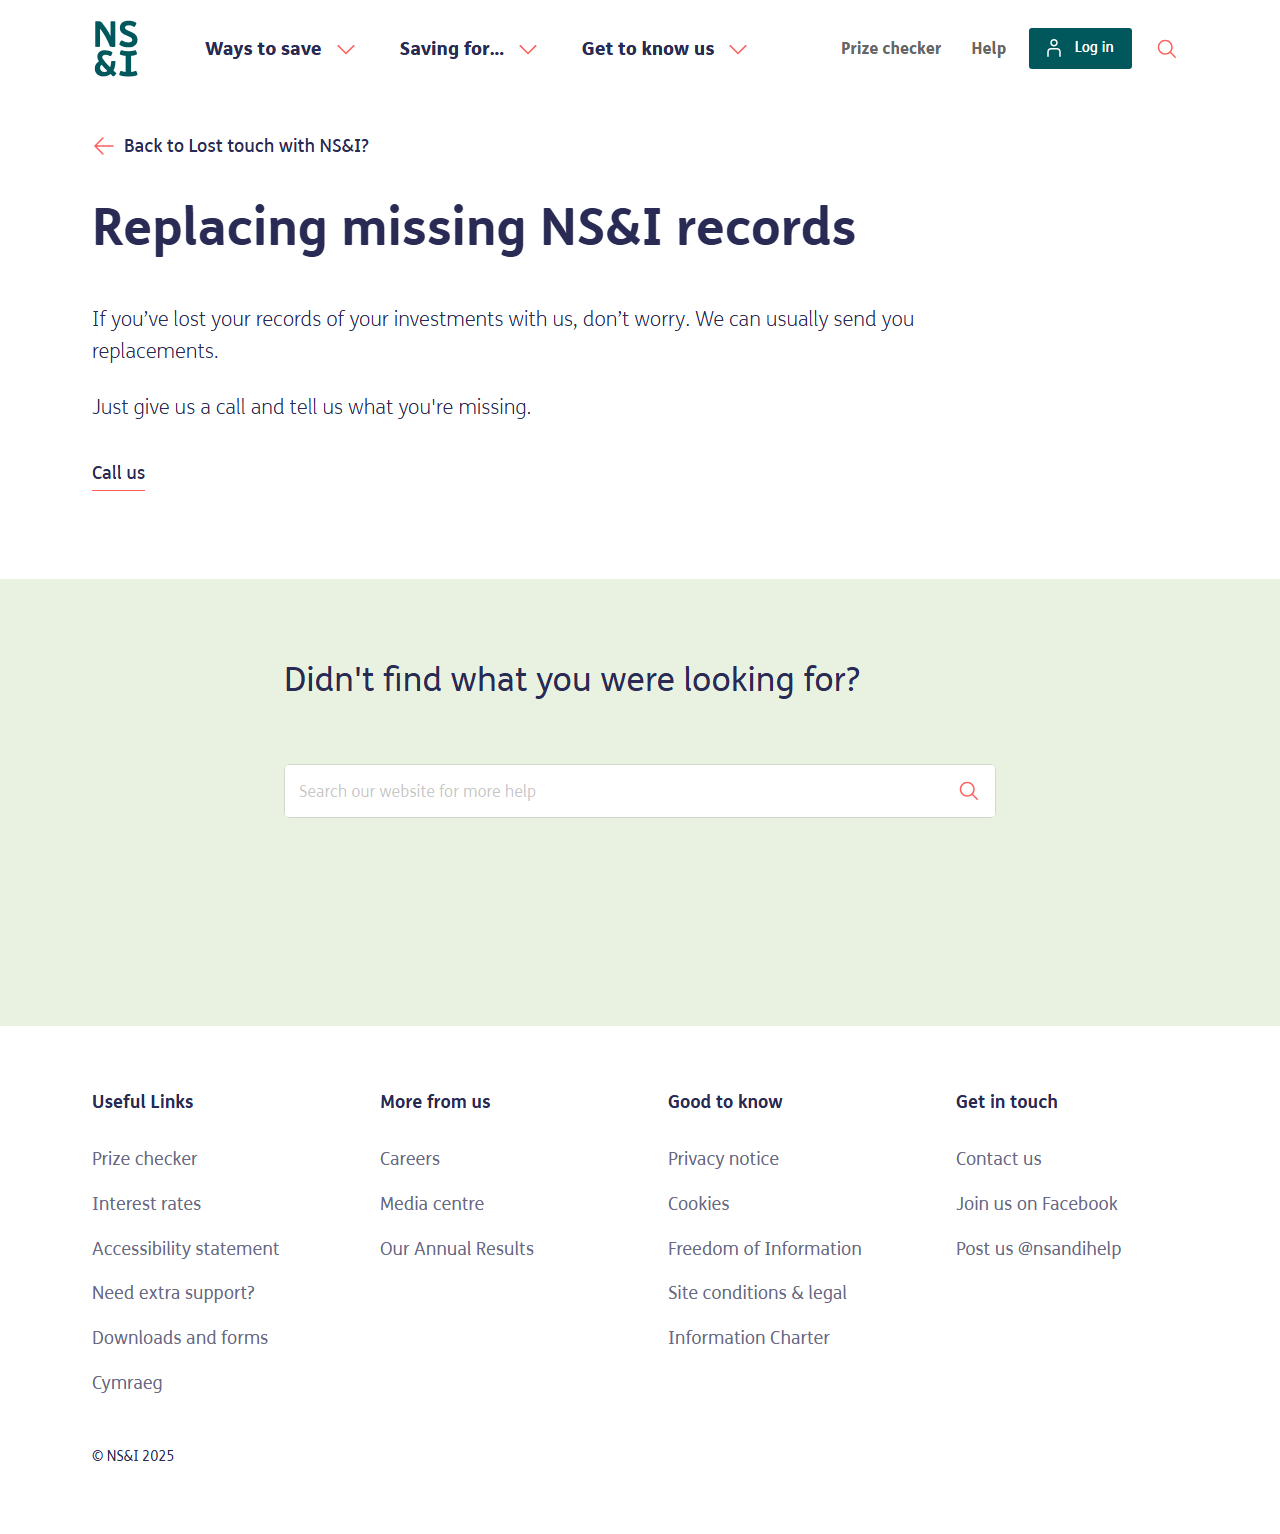 NS
&I
Ways to save
Saving for...
Get to know us
Prize checker
Help
Log in
Back to Lost touch with NS&I?
Replacing missing NS&I records
If you’ve lost your records of your investments with us, don’t worry. We can usually send you
replacements.
Just give us a call and tell us what you're missing.
Call us
Didn't find what you were looking for?
Search our website for more help
Useful Links
Prize checker
Interest rates
Accessibility statement
Need extra support?
Downloads and forms
Cymraeg
More from us
Careers
Media centre
Our Annual Results
Good to know
Privacy notice
Cookies
Freedom of Information
Site conditions & legal
Information Charter
Get in touch
Contact us
Join us on Facebook
Post us @nsandihelp
© NS&I 2025